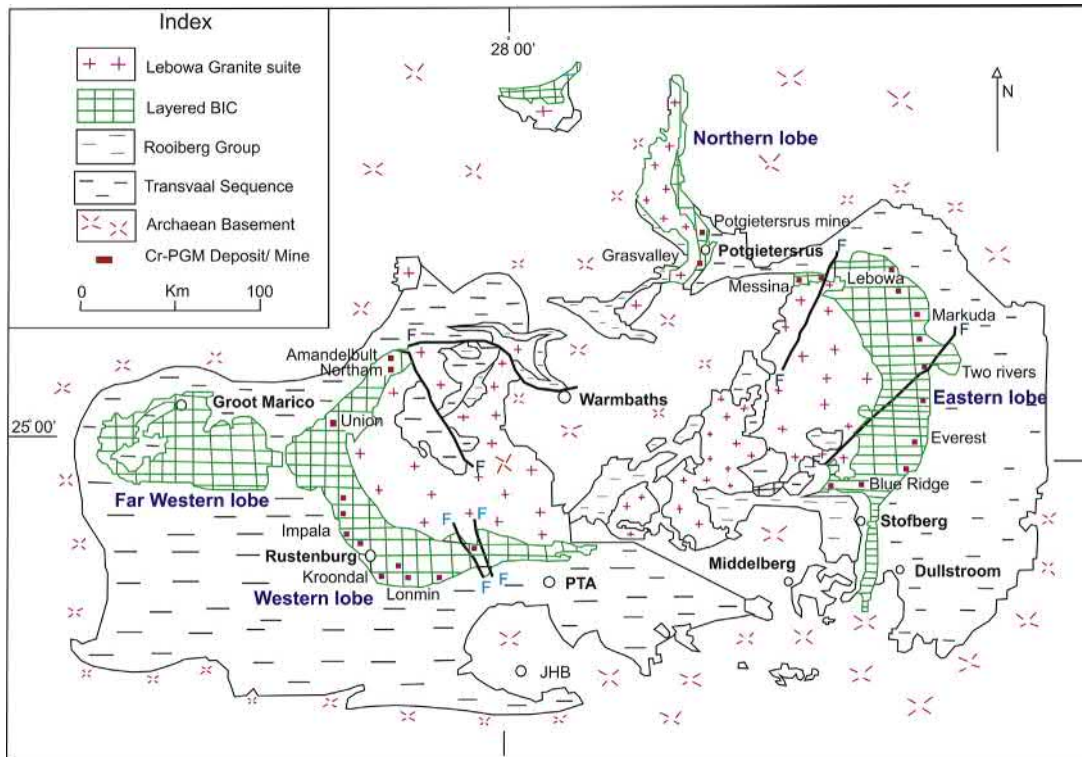 Index
Lebowa Granite suite
Layered BIC
Rooiberg Group
Transvaal Sequence
Archaean Basement
Cr-PGM Deposit/ Mine
0 Km 100
28 00'
N
Northern lobe
Potgietersrus mine
Grasvalley
Potgietersrus
F
Messina
Lebowa
Markuda
F
F
Amandelbult
Northam
F
Two rivers
Groot Marico
Warmbaths
Eastern lobe
Union
25 00'
Everest
F
Far Western lobe
Blue Ridge
F F
Impala
Stofberg
Rustenburg
Middelberg
Dullstroom
Kroondal
F F
PTA
Western lobe
Lonmin
JHB